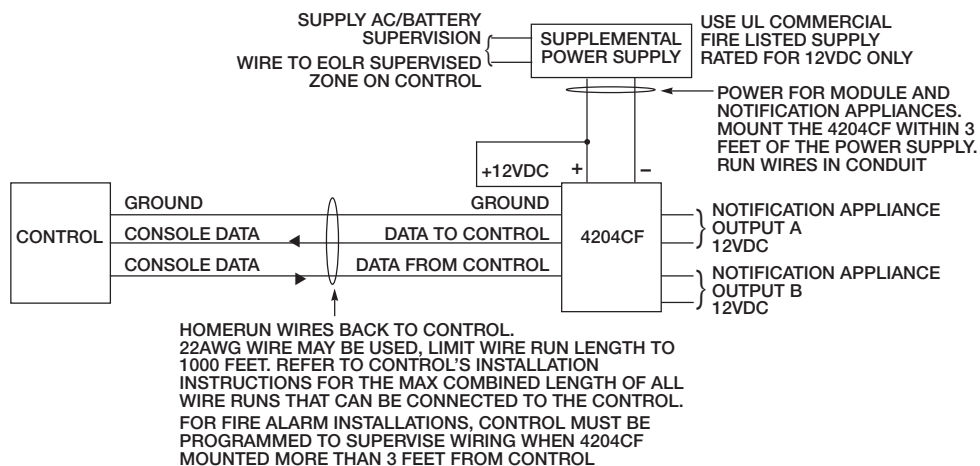 SUPPLY AC/BATTERY
SUPERVISION
WIRE TO EOLR SUPERVISED
ZONE ON CONTROL
SUPPLEMENTAL
POWER SUPPLY
USE UL COMMERCIAL
FIRE LISTED SUPPLY
RATED FOR 12VDC ONLY
POWER FOR MODULE AND
NOTIFICATION APPLIANCES.
MOUNT THE 4204CF WITHIN 3
FEET OF THE POWER SUPPLY.
RUN WIRES IN CONDUIT
+12VDC
+
–
CONTROL
GROUND
CONSOLE DATA
CONSOLE DATA
GROUND
DATA TO CONTROL
DATA FROM CONTROL
4204CF
NOTIFICATION APPLIANCE
OUTPUT A
12VDC
NOTIFICATION APPLIANCE
OUTPUT B
12VDC
HOMERUN WIRES BACK TO CONTROL.
22AWG WIRE MAY BE USED, LIMIT WIRE RUN LENGTH TO
1000 FEET. REFER TO CONTROL'S INSTALLATION
INSTRUCTIONS FOR THE MAX COMBINED LENGTH OF ALL
WIRE RUNS THAT CAN BE CONNECTED TO THE CONTROL.
FOR FIRE ALARM INSTALLATIONS, CONTROL MUST BE
PROGRAMMED TO SUPERVISE WIRING WHEN 4204CF
MOUNTED MORE THAN 3 FEET FROM CONTROL